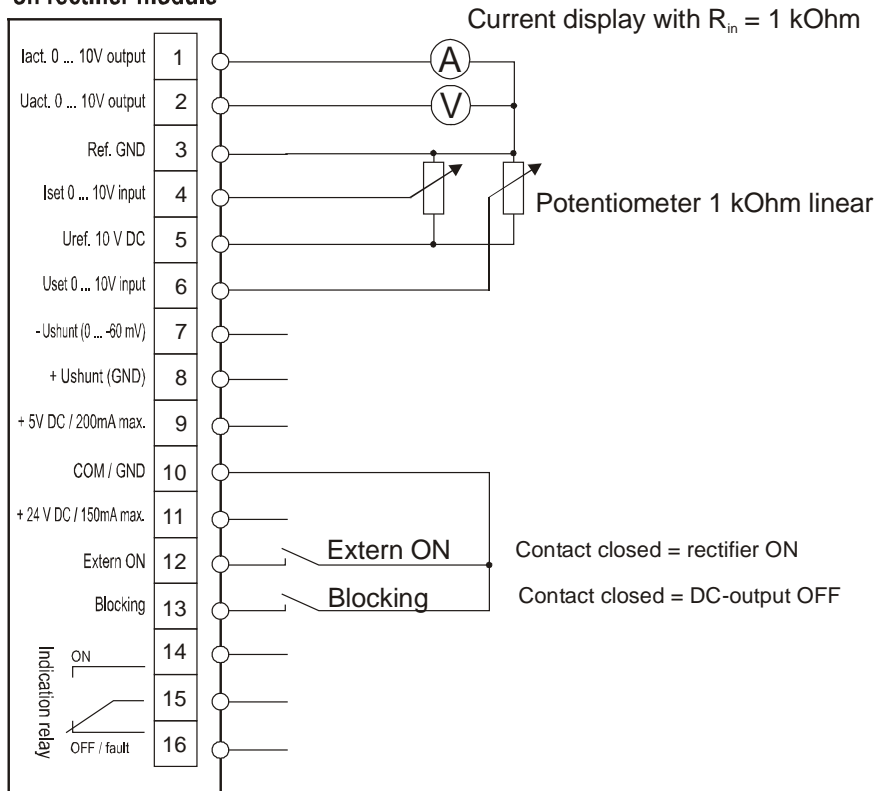 on rectifier module
Current display with Rin = 1 kOhm
Iact. 0 ... 10V output 1
A
Uact. 0 ... 10V output 2
V
Ref. GND 3
Iset 0 ... 10V input 4
Potentiometer 1 kOhm linear
Uref. 10 V DC 5
Uset 0 ... 10V input 6
- Ushunt (0 ... -60 mV) 7
+ Ushunt (GND) 8
+ 5V DC / 200mA max. 9
COM / GND 10
+ 24 V DC / 150mA max. 11
Extern ON 12 Extern ON Contact closed = rectifier ON
Blocking 13 Blocking Contact closed = DC-output OFF
Indication relay
ON 14
15
OFF / fault 16